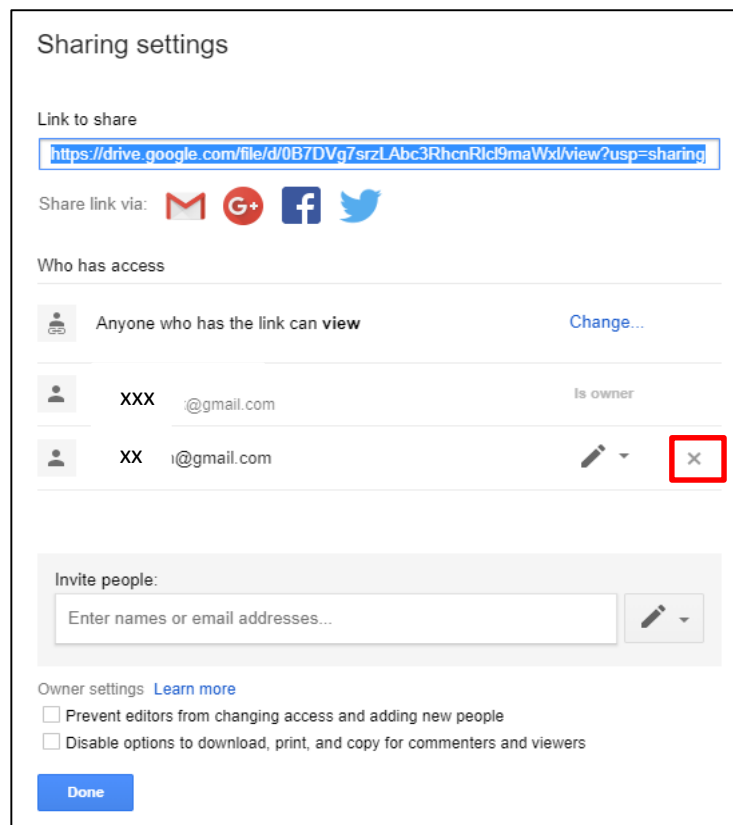 Sharing settings
Link to share
https://drive.google.com/file/d/0B7DVg7srzLAbc3RhcnRlcl9maWxl/view?usp=sharing
Share link via:
Who has access
Anyone who has the link can view Change...
XXX :@gmail.com Is owner
XX @gmail.com
Invite people:
Enter names or email addresses...
Owner settings Learn more
Prevent editors from changing access and adding new people
Disable options to download, print, and copy for commenters and viewers
Done